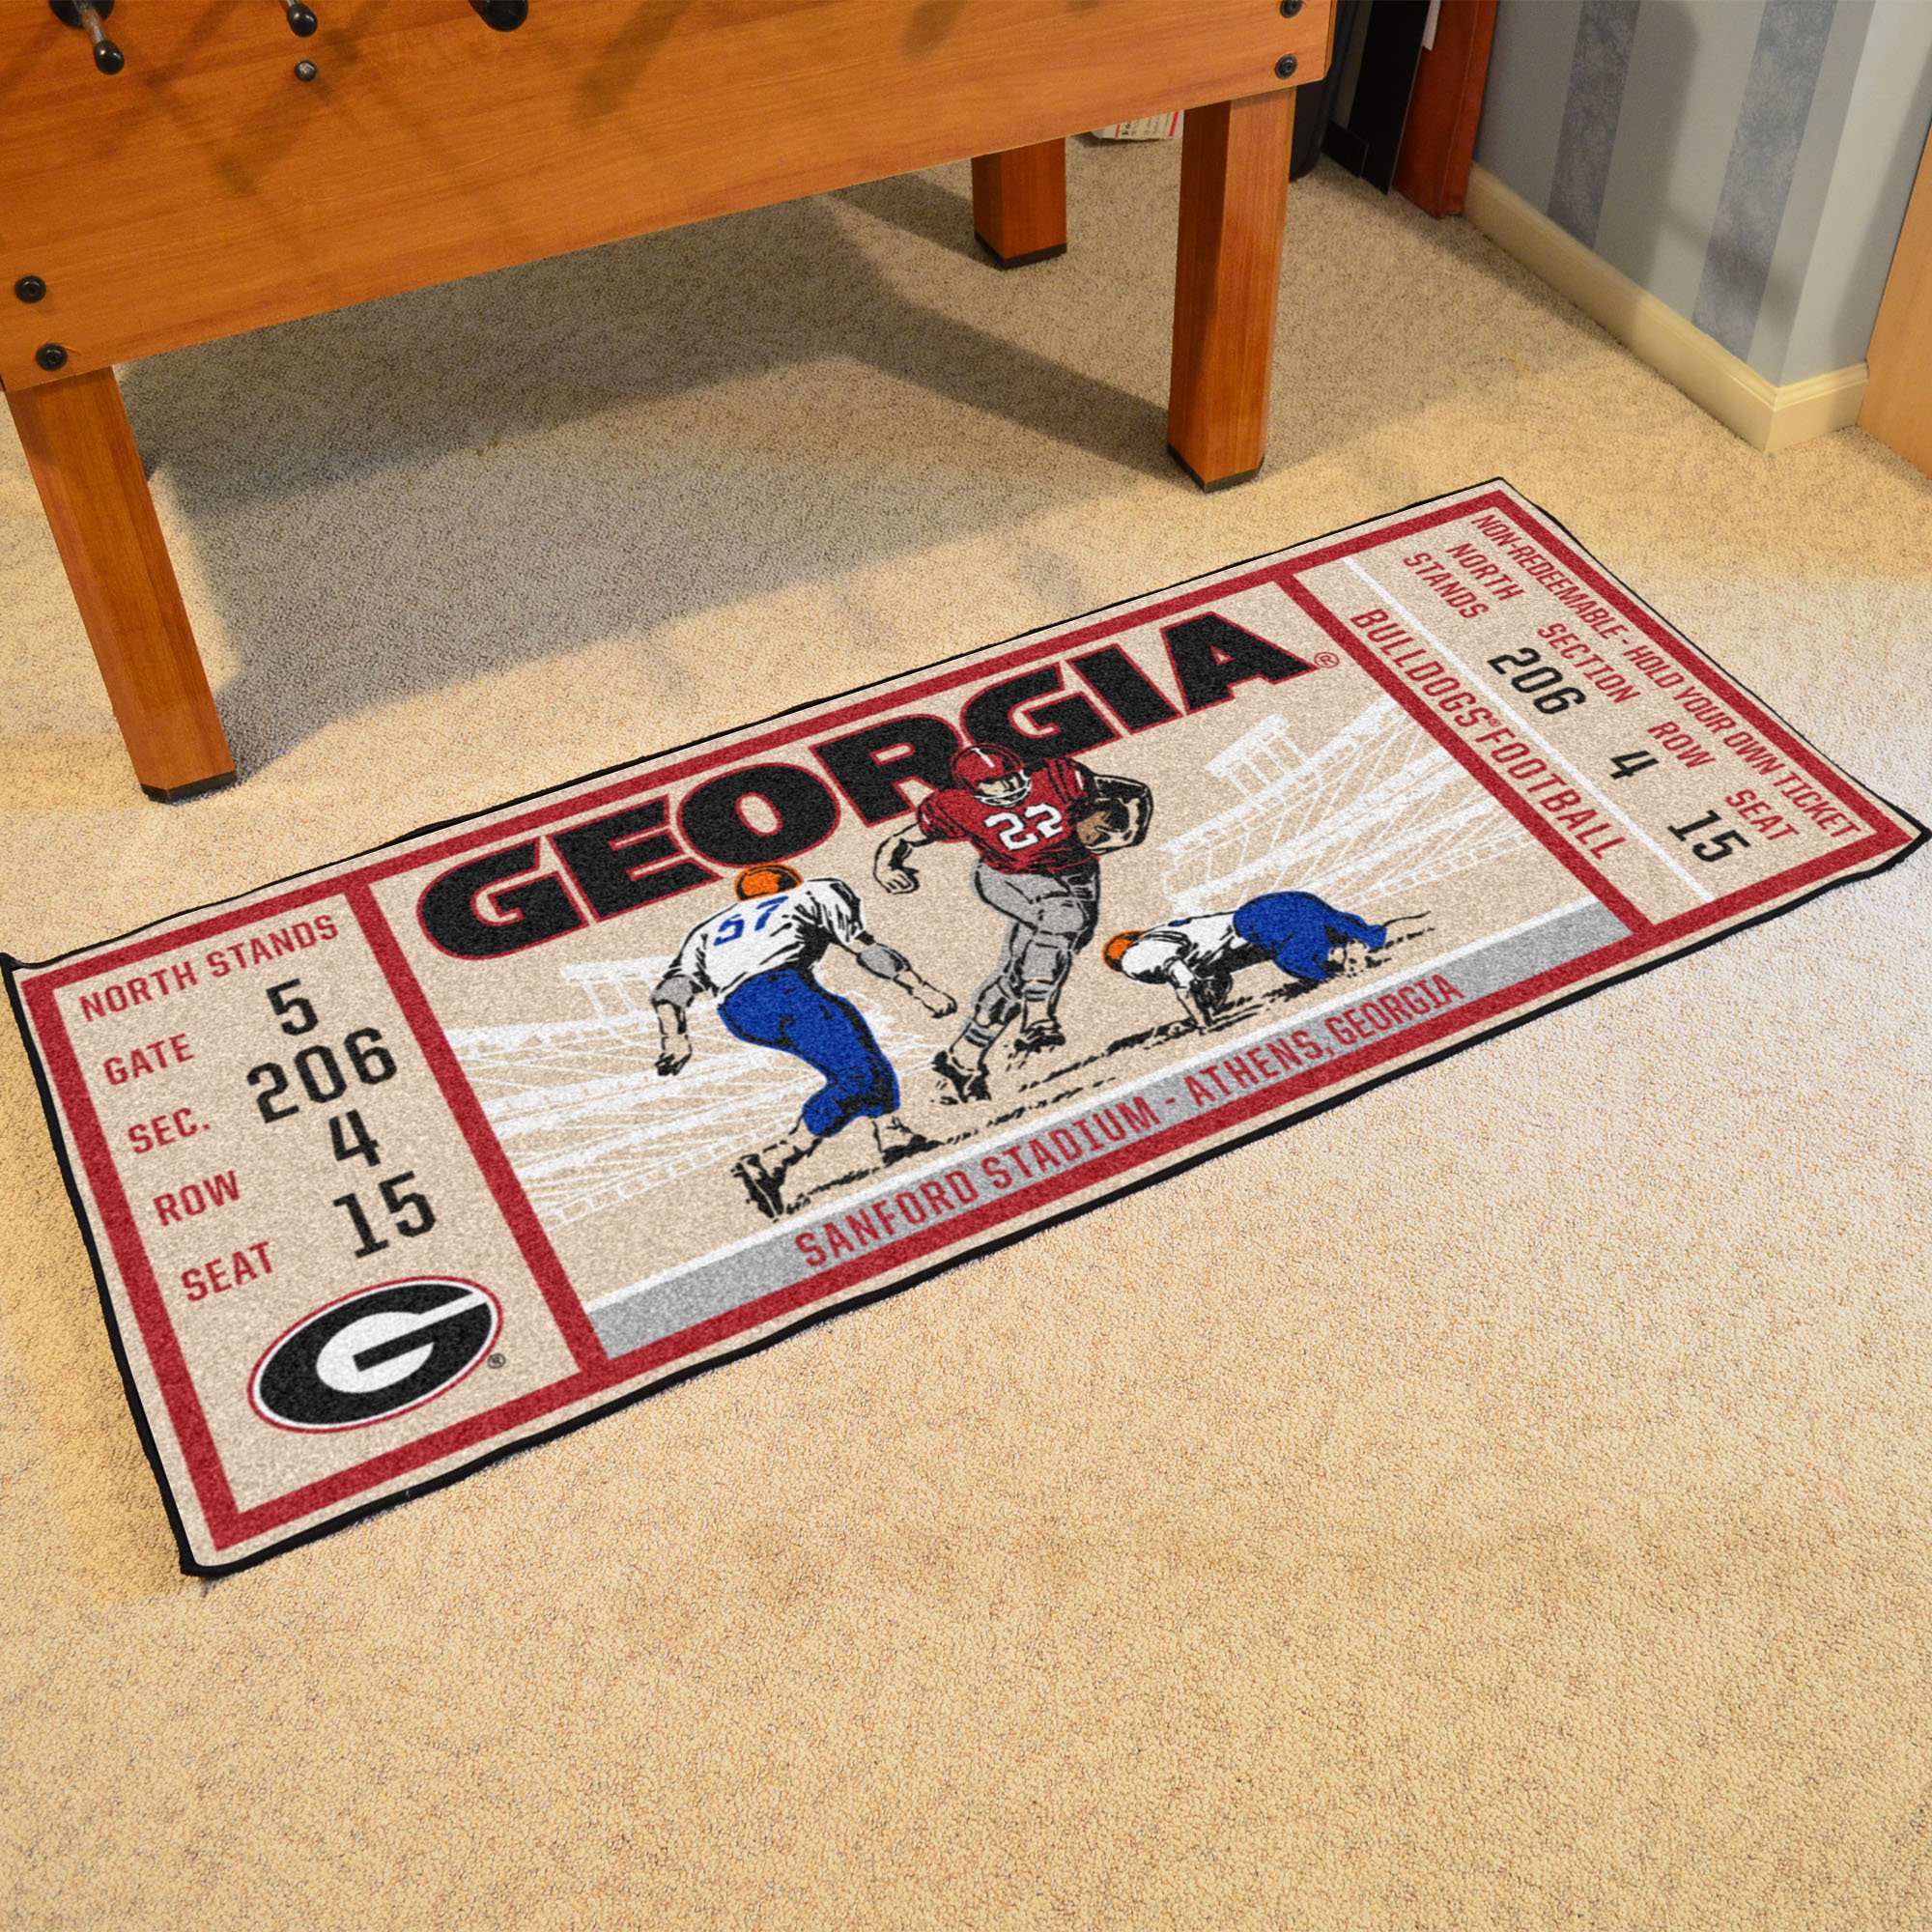 NORTH STANDS
GATE 5
SEC. 206
ROW 4
SEAT 15
G®
GEORGIA®
22
57
SANFORD STADIUM - ATHENS, GEORGIA
BULLDOGS® FOOTBALL
NORTH
STANDS
SECTION
206
ROW
4
SEAT
15
NON-REDEEMABLE - HOLD YOUR OWN TICKET